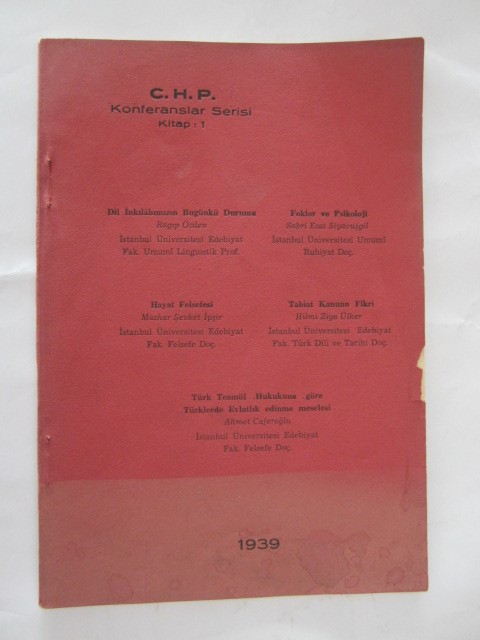 C. H. P.
Konferanslar Serisi
Kitap : 1
Dil İnkılâbımızın Bugünkü Durumu
Ragıp Özdem
İstanbul Üniversitesi Edebiyat
Fak. Umumî Linguistik Prof.
Foklor ve Psikoloji
Sabri Esat Siyavuşgil
İstanbul Üniversitesi Umumî
Ruhiyat Doç.
Hayat Felsefesi
Mazhar Şevket İpşir
İstanbul Üniversitesi Edebiyat
Fak. Felsefe Doç.
Tabiat Kanunu Fikri
Hilmi Ziya Ülker
İstanbul Üniversitesi Edebiyat
Fak. Türk Dili ve Tarihi Doç.
Türk Teamül Hukukuna göre
Türklerde Evlatlık edinme meselesi
Ahmet Caferoğlu
İstanbul Üniversitesi Edebiyat
Fak. Felsefe Doç.
1939